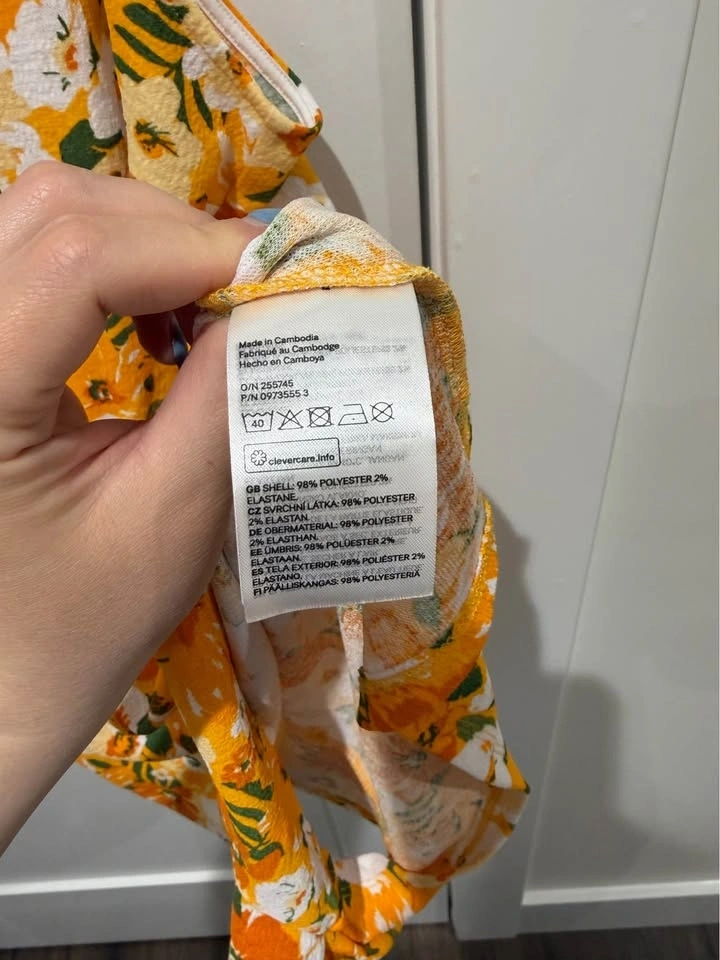 Made in Cambodia
Fabriqué au Cambodge
Hecho en Camboya
O/N 255745
P/N 0973555 3
40
clevercare.info
GB SHELL: 98% POLYESTER 2%
ELASTANE.
CZ SVRCHNÍ LÁTKA: 98% POLYESTER
2% ELASTAN.
DE OBERMATERIAL: 98% POLYESTER
2% ELASTHAN.
EE ÜMBRIS: 98% POLÜESTER 2%
ELASTAAN.
ES TELA EXTERIOR: 98% POLIÉSTER 2%
ELASTANO.
FI PÄÄLLISKANGAS: 98% POLYESTERIÄ